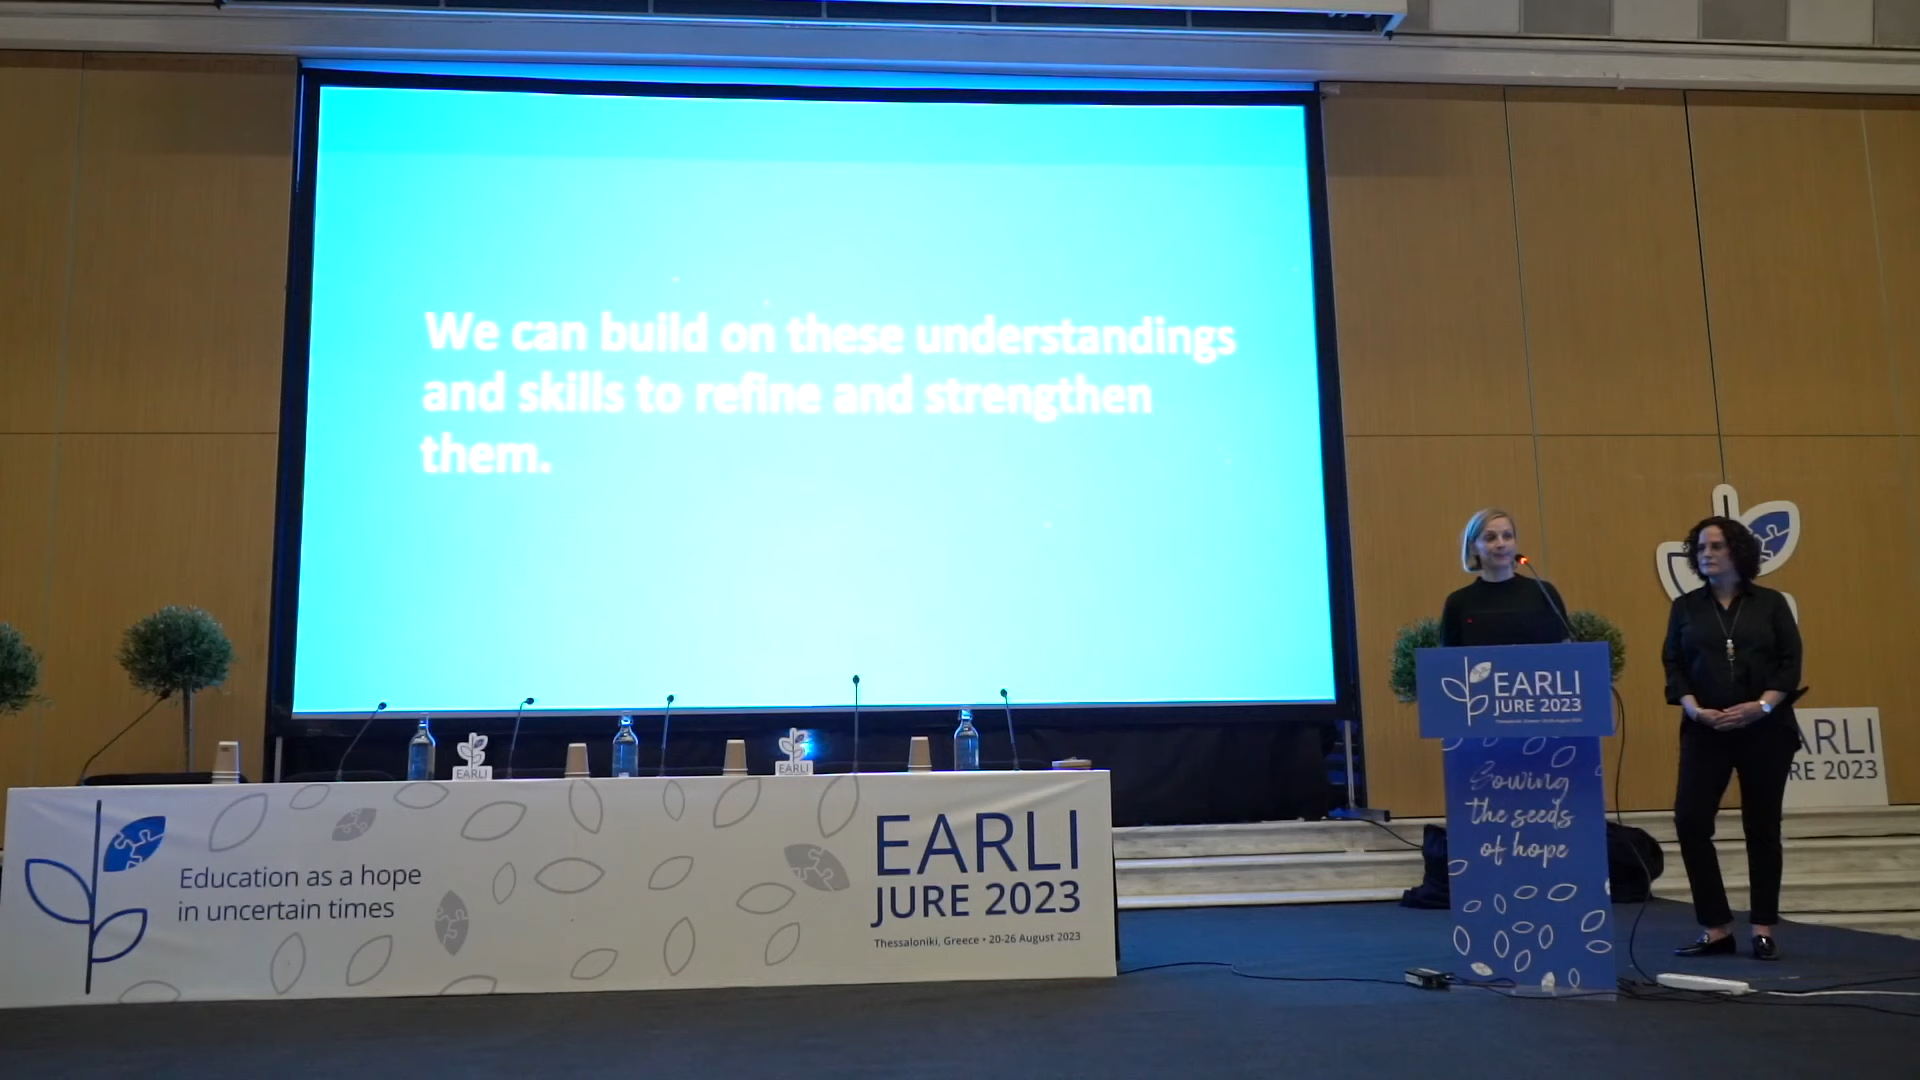 We can build on these understandings
and skills to refine and strengthen
them.
EARLI
JURE 2023
Sowing
the seeds
of hope
ARLI
RE 2023
EARLI
EARLI
Education as a hope
in uncertain times
EARLI
JURE 2023
Thessaloniki, Greece • 20-26 August 2023